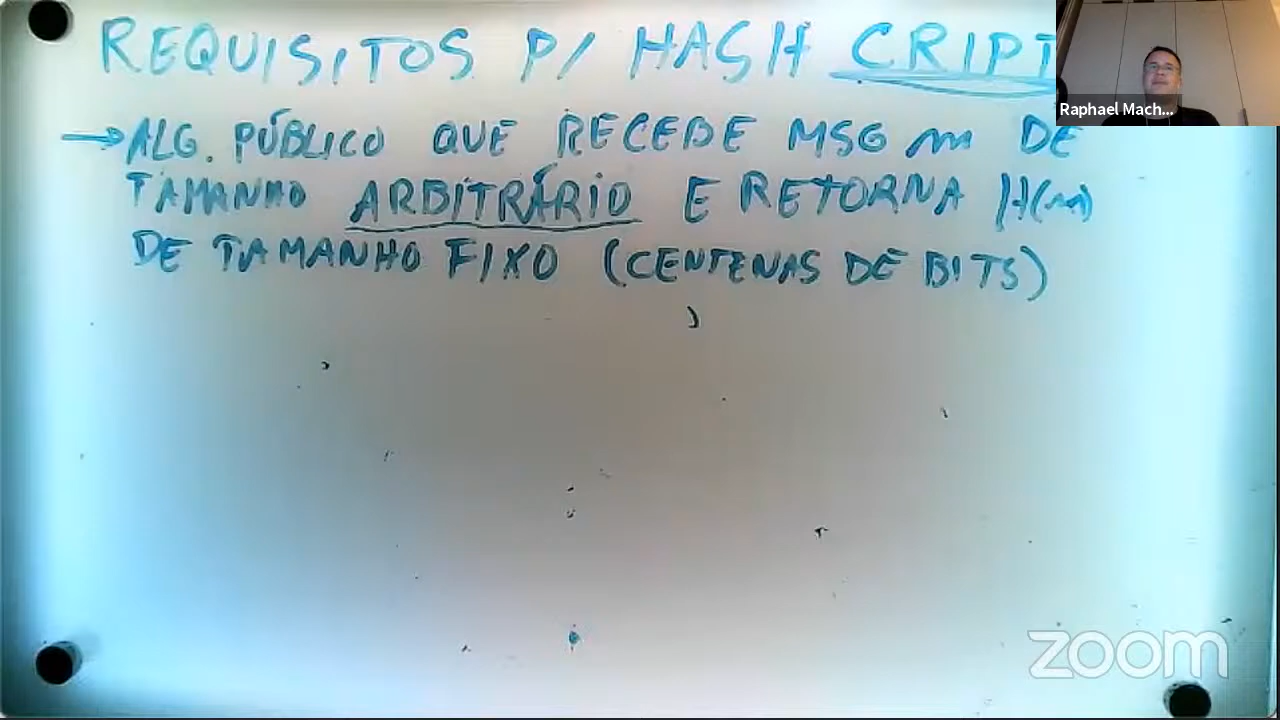 REQUISITOS P/ HASH CRIPT
→ALG. PÚBLICO QUE RECEBE MSG m DE
TAMANHO ARBITRÁRIO E RETORNA H(m)
DE TAMANHO FIXO (CENTENAS DE BITS)
Raphael Mach...
zoom